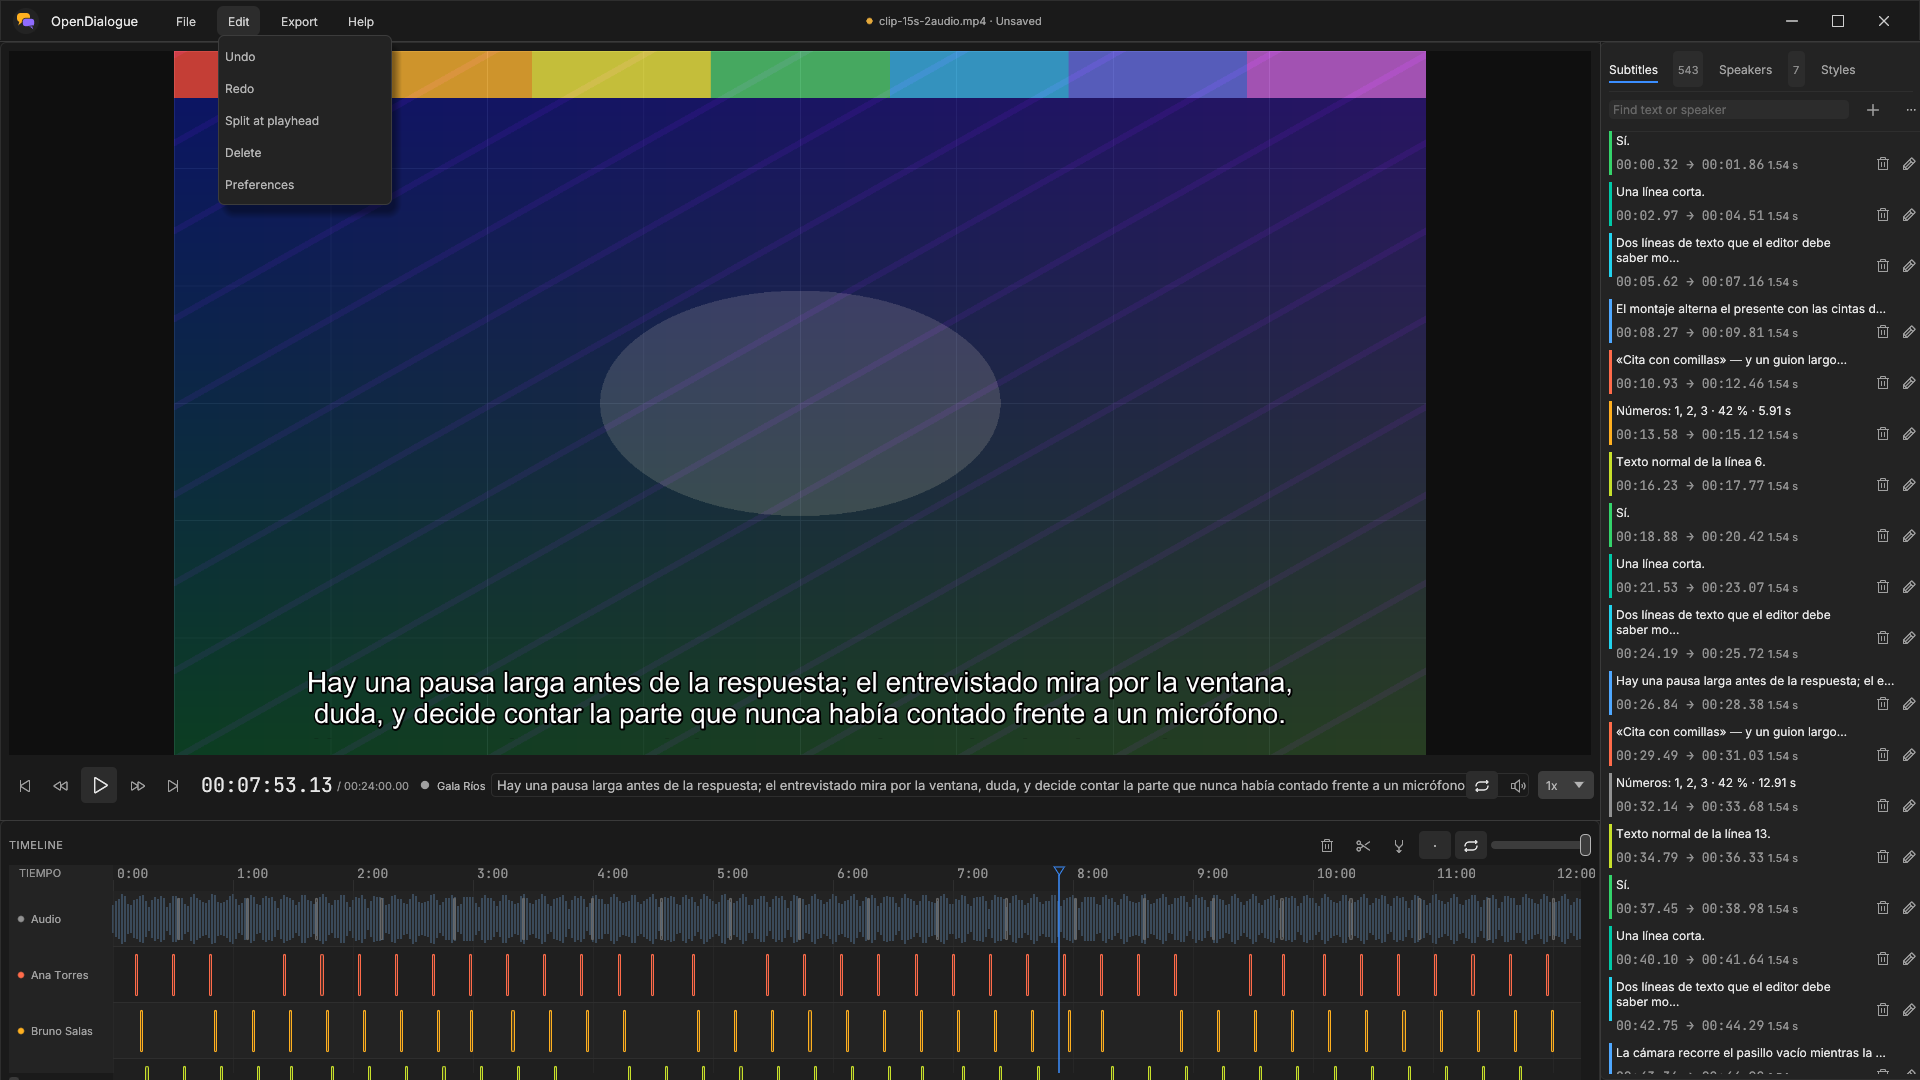 OpenDialogue
File
Edit
Export
Help
clip-15s-2audio.mp4 · Unsaved
Undo
Redo
Split at playhead
Delete
Preferences
Hay una pausa larga antes de la respuesta; el entrevistado mira por la ventana,
duda, y decide contar la parte que nunca había contado frente a un micrófono.
00:07:53.13 / 00:24:00.00
Gala Ríos
Hay una pausa larga antes de la respuesta; el entrevistado mira por la ventana, duda, y decide contar la parte que nunca había contado frente a un micrófono
1x
Subtitles 543 Speakers 7 Styles
Find text or speaker
Sí.
00:00.32 → 00:01.86 1.54 s
Una línea corta.
00:02.97 → 00:04.51 1.54 s
Dos líneas de texto que el editor debe
saber mo...
00:05.62 → 00:07.16 1.54 s
El montaje alterna el presente con las cintas d...
00:08.27 → 00:09.81 1.54 s
«Cita con comillas» — y un guion largo...
00:10.93 → 00:12.46 1.54 s
Números: 1, 2, 3 · 42 % · 5.91 s
00:13.58 → 00:15.12 1.54 s
Texto normal de la línea 6.
00:16.23 → 00:17.77 1.54 s
Sí.
00:18.88 → 00:20.42 1.54 s
Una línea corta.
00:21.53 → 00:23.07 1.54 s
Dos líneas de texto que el editor debe
saber mo...
00:24.19 → 00:25.72 1.54 s
Hay una pausa larga antes de la respuesta; el e...
00:26.84 → 00:28.38 1.54 s
«Cita con comillas» — y un guion largo...
00:29.49 → 00:31.03 1.54 s
Números: 1, 2, 3 · 42 % · 12.91 s
00:32.14 → 00:33.68 1.54 s
Texto normal de la línea 13.
00:34.79 → 00:36.33 1.54 s
Sí.
00:37.45 → 00:38.98 1.54 s
Una línea corta.
00:40.10 → 00:41.64 1.54 s
Dos líneas de texto que el editor debe
saber mo...
00:42.75 → 00:44.29 1.54 s
La cámara recorre el pasillo vacío mientras la ...
TIMELINE
TIEMPO 0:00 1:00 2:00 3:00 4:00 5:00 6:00 7:00 8:00 9:00 10:00 11:00 12:00
Audio
Ana Torres
Bruno Salas